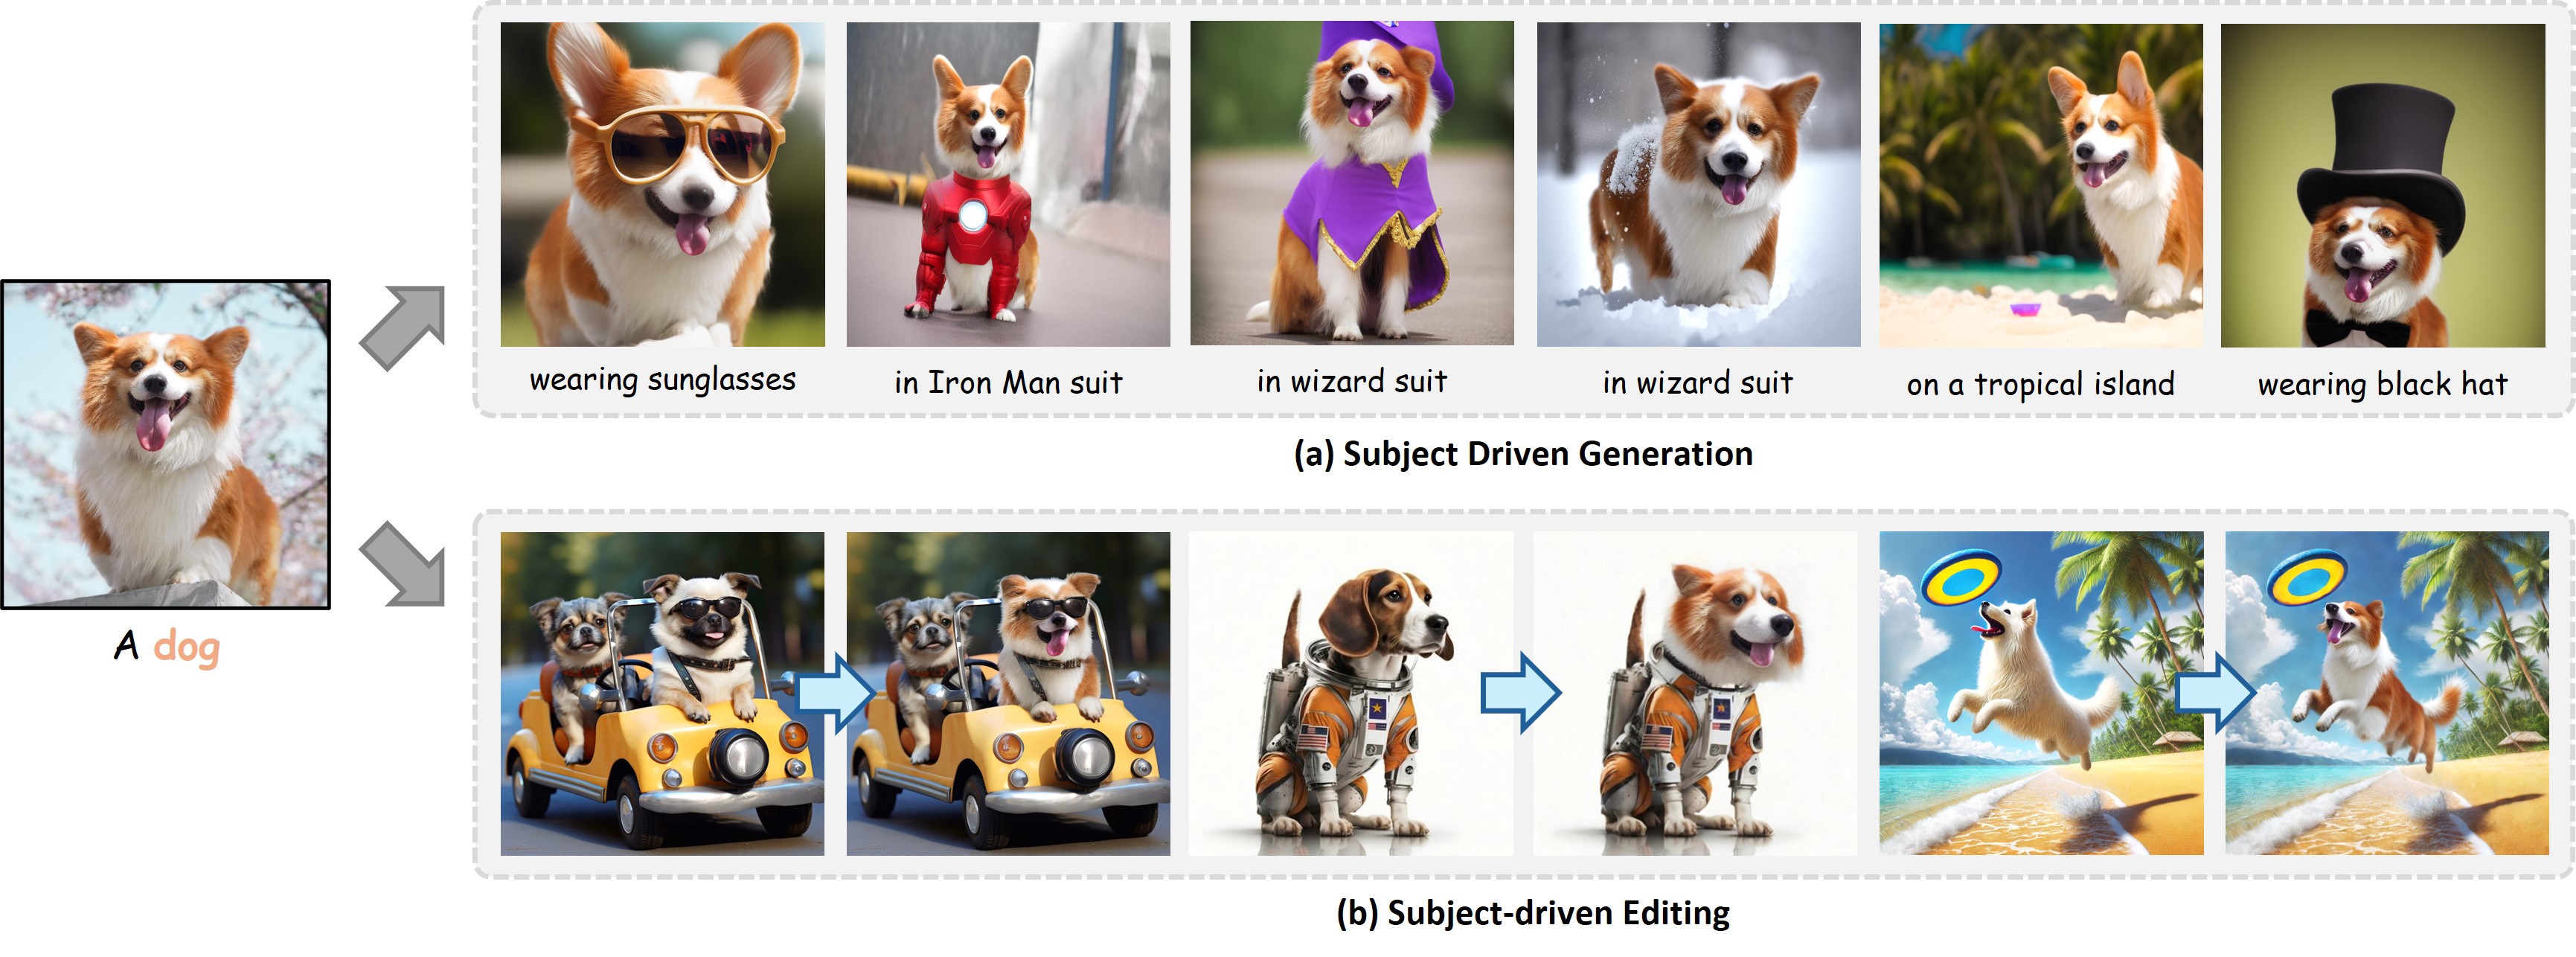 A dog
wearing sunglasses
in Iron Man suit
in wizard suit
in wizard suit
on a tropical island
wearing black hat
(a) Subject Driven Generation
(b) Subject-driven Editing